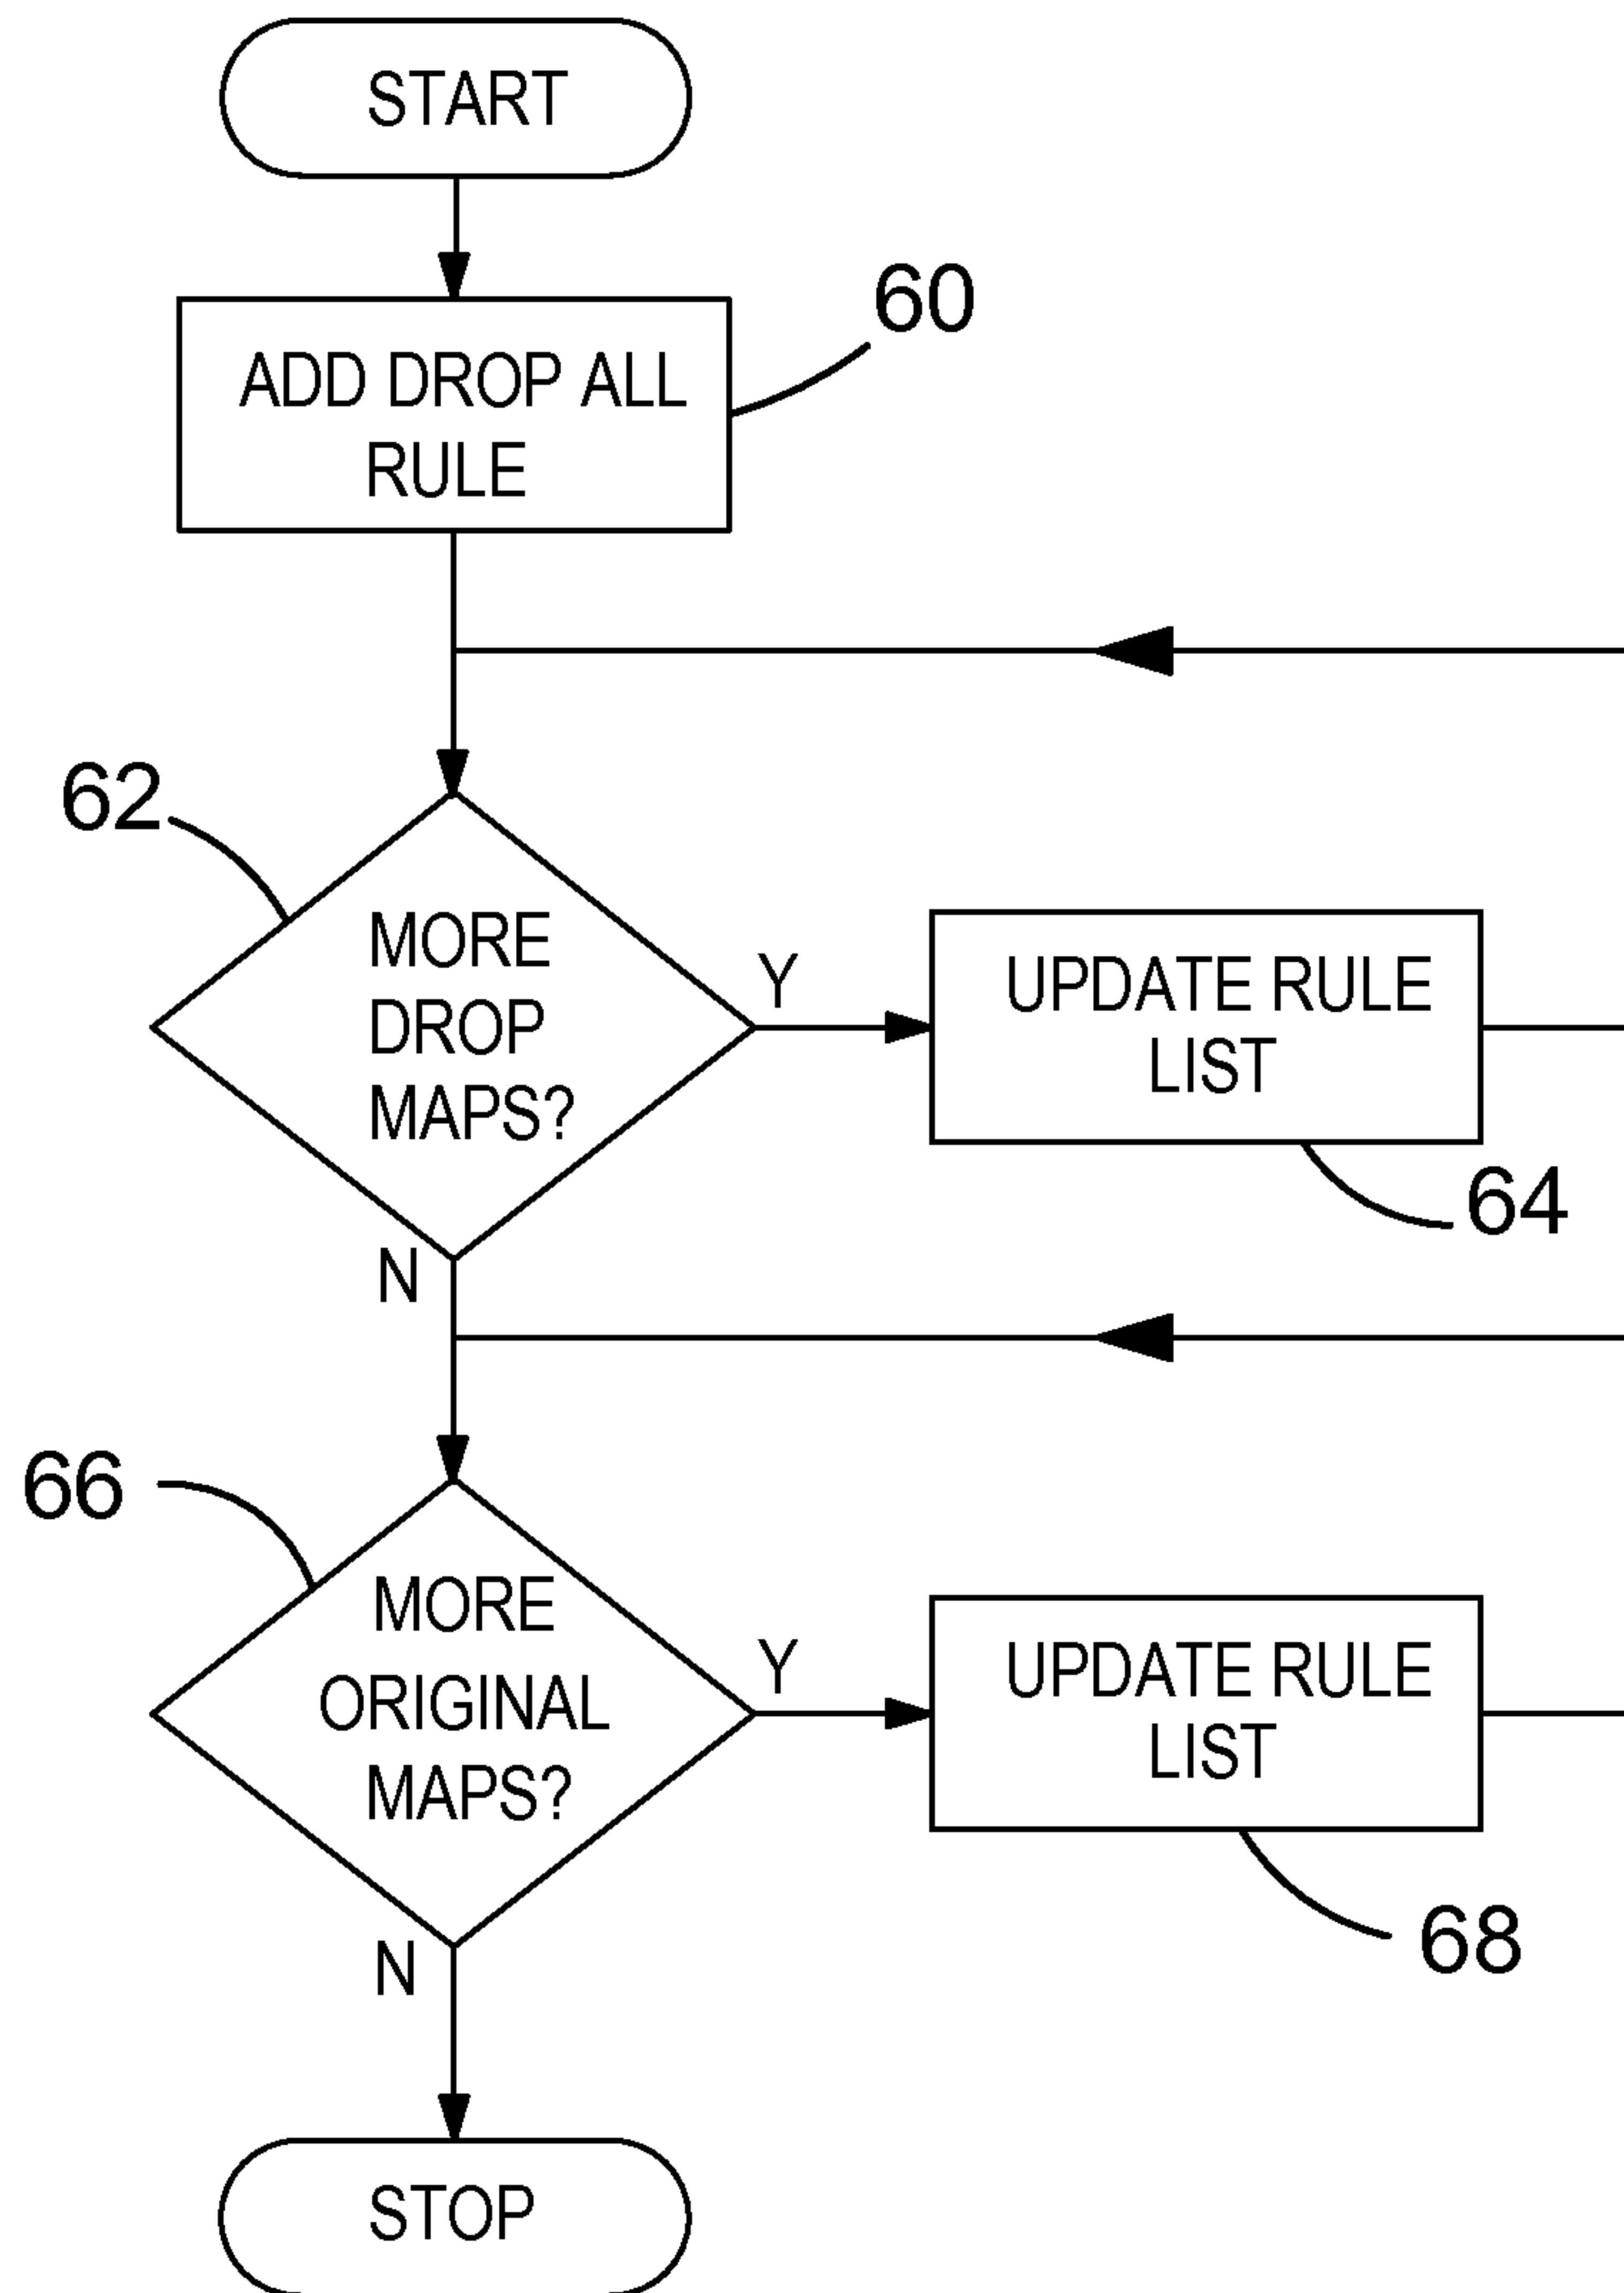 START
60
ADD DROP ALL
RULE
62
MORE
DROP
MAPS?
Y
UPDATE RULE
LIST
64
N
66
MORE
ORIGINAL
MAPS?
Y
UPDATE RULE
LIST
68
N
STOP